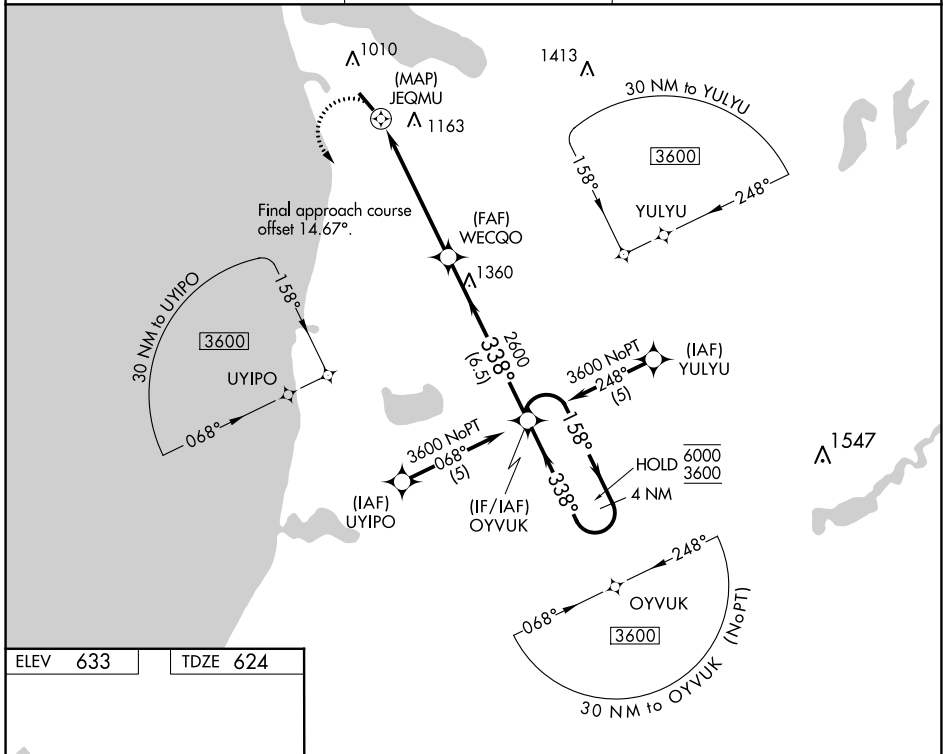 1010
1413
(MAP)
JEQMU
1163
30 NM to YULYU
3600
158°
248°
YULYU
Final approach course
offset 14.67°.
(FAF)
WECQO
1360
30 NM to UYIPO
158°
3600
UYIPO
068°
2600
338°
(6.5)
3600 NoPT
248°
(5)
(IAF)
YULYU
3600 NoPT
068°
(5)
(IAF)
UYIPO
(IF/IAF)
OYVUK
158°
338°
HOLD
6000
3600
4 NM
1547
248°
068°
OYVUK
3600
30 NM to OYVUK (NoPT)
ELEV 633
TDZE 624